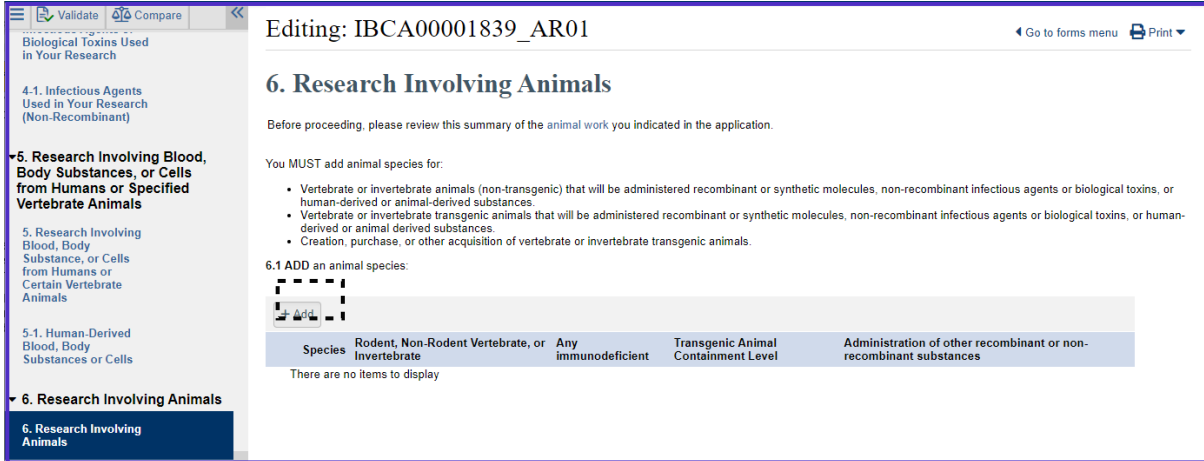 Validate Compare
Biological Toxins Used
in Your Research
4-1. Infectious Agents
Used in Your Research
(Non-Recombinant)
5. Research Involving Blood,
Body Substances, or Cells
from Humans or Specified
Vertebrate Animals
5. Research Involving
Blood, Body
Substance, or Cells
from Humans or
Certain Vertebrate
Animals
5-1. Human-Derived
Blood, Body
Substances or Cells
6. Research Involving Animals
6. Research Involving
Animals
Editing: IBCA00001839_AR01
Go to forms menu Print
6. Research Involving Animals
Before proceeding, please review this summary of the animal work you indicated in the application.
You MUST add animal species for:
• Vertebrate or invertebrate animals (non-transgenic) that will be administered recombinant or synthetic molecules, non-recombinant infectious agents or biological toxins, or
human-derived or animal-derived substances.
• Vertebrate or invertebrate transgenic animals that will be administered recombinant or synthetic molecules, non-recombinant infectious agents or biological toxins, or human-
derived or animal derived substances.
• Creation, purchase, or other acquisition of vertebrate or invertebrate transgenic animals.
6.1 ADD an animal species:
+ Add
Species Rodent, Non-Rodent Vertebrate, or Invertebrate Any immunodeficient Transgenic Animal Containment Level Administration of other recombinant or non-recombinant substances
There are no items to display